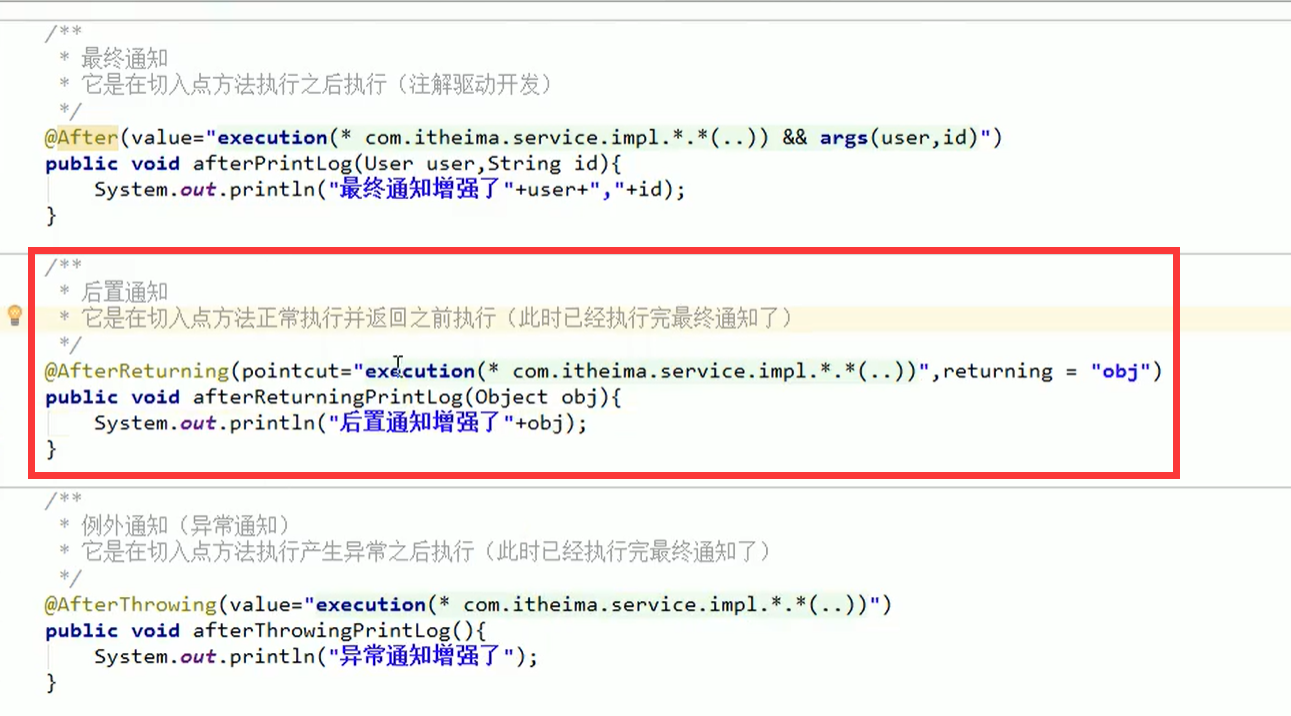 /**
 * 最终通知
 * 它是在切入点方法执行之后执行（注解驱动开发）
 */
@After(value="execution(* com.itheima.service.impl.*.*(..)) && args(user,id)")
public void afterPrintLog(User user,String id){
    System.out.println("最终通知增强了"+user+","+id);
}
/**
 * 后置通知
 * 它是在切入点方法正常执行并返回之前执行（此时已经执行完最终通知了）
 */
@AfterReturning(pointcut="execution(* com.itheima.service.impl.*.*(..))",returning = "obj")
public void afterReturningPrintLog(Object obj){
    System.out.println("后置通知增强了"+obj);
}
/**
 * 例外通知（异常通知）
 * 它是在切入点方法执行产生异常之后执行（此时已经执行完最终通知了）
 */
@AfterThrowing(value="execution(* com.itheima.service.impl.*.*(..))")
public void afterThrowingPrintLog(){
    System.out.println("异常通知增强了");
}